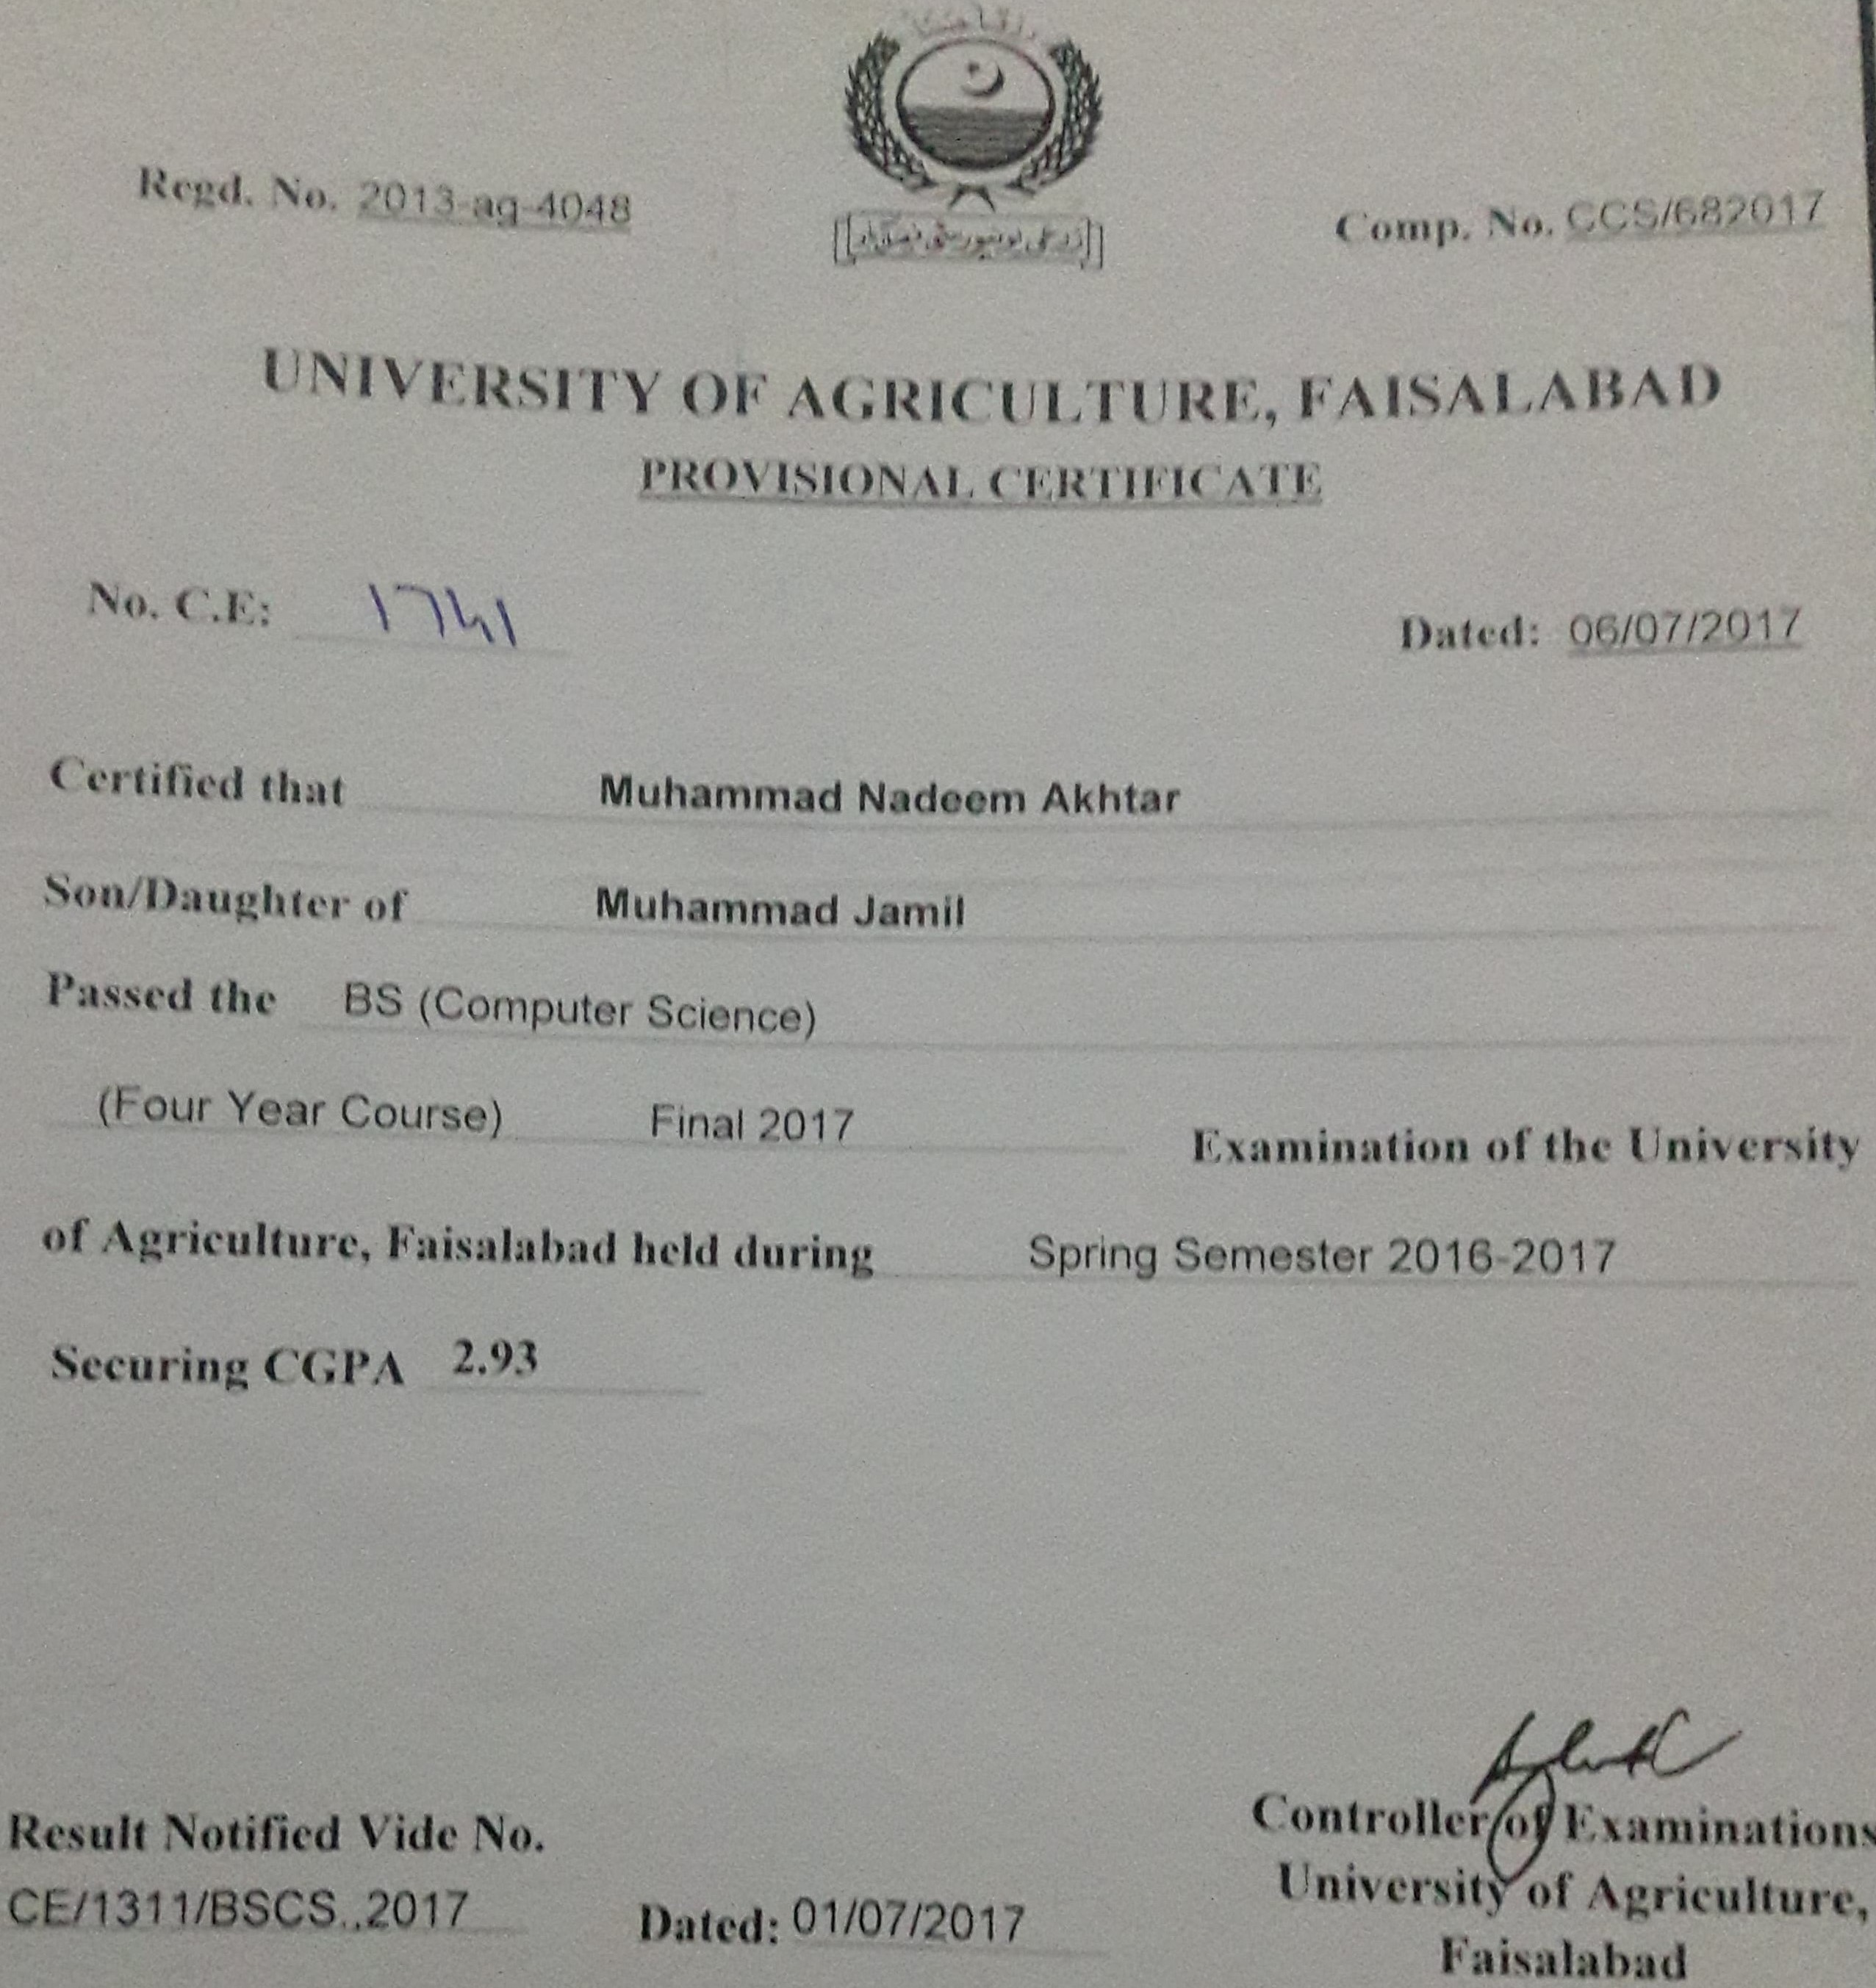 Regd. No. 2013-ag-4048
Comp. No. CCS/682017
UNIVERSITY OF AGRICULTURE, FAISALABAD
PROVISIONAL CERTIFICATE
No. C.E: 1741
Dated: 06/07/2017
Certified that Muhammad Nadeem Akhtar
Son/Daughter of Muhammad Jamil
Passed the BS (Computer Science)
(Four Year Course) Final 2017 Examination of the University
of Agriculture, Faisalabad held during Spring Semester 2016-2017
Securing CGPA 2.93
Result Notified Vide No.
CE/1311/BSCS.,2017 Dated: 01/07/2017
Controller of Examinations
University of Agriculture,
Faisalabad